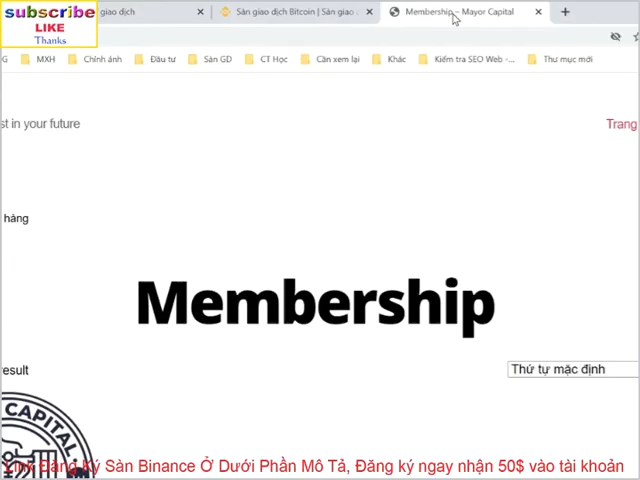 subscribe
LIKE
Thanks
giao dịch
Sàn giao dịch Bitcoin | Sàn giao
Membership – Mayor Capital
G MXH Chỉnh ảnh Đầu tư Sàn GD CT Học Cần xem lại Khác Kiểm tra SEO Web -... Thư mục mới
st in your future
Trang
hàng
Membership
result
Thứ tự mặc định
CAPITAL
Link Đăng Ký Sàn Binance Ở Dưới Phần Mô Tả, Đăng ký ngay nhận 50$ vào tài khoản